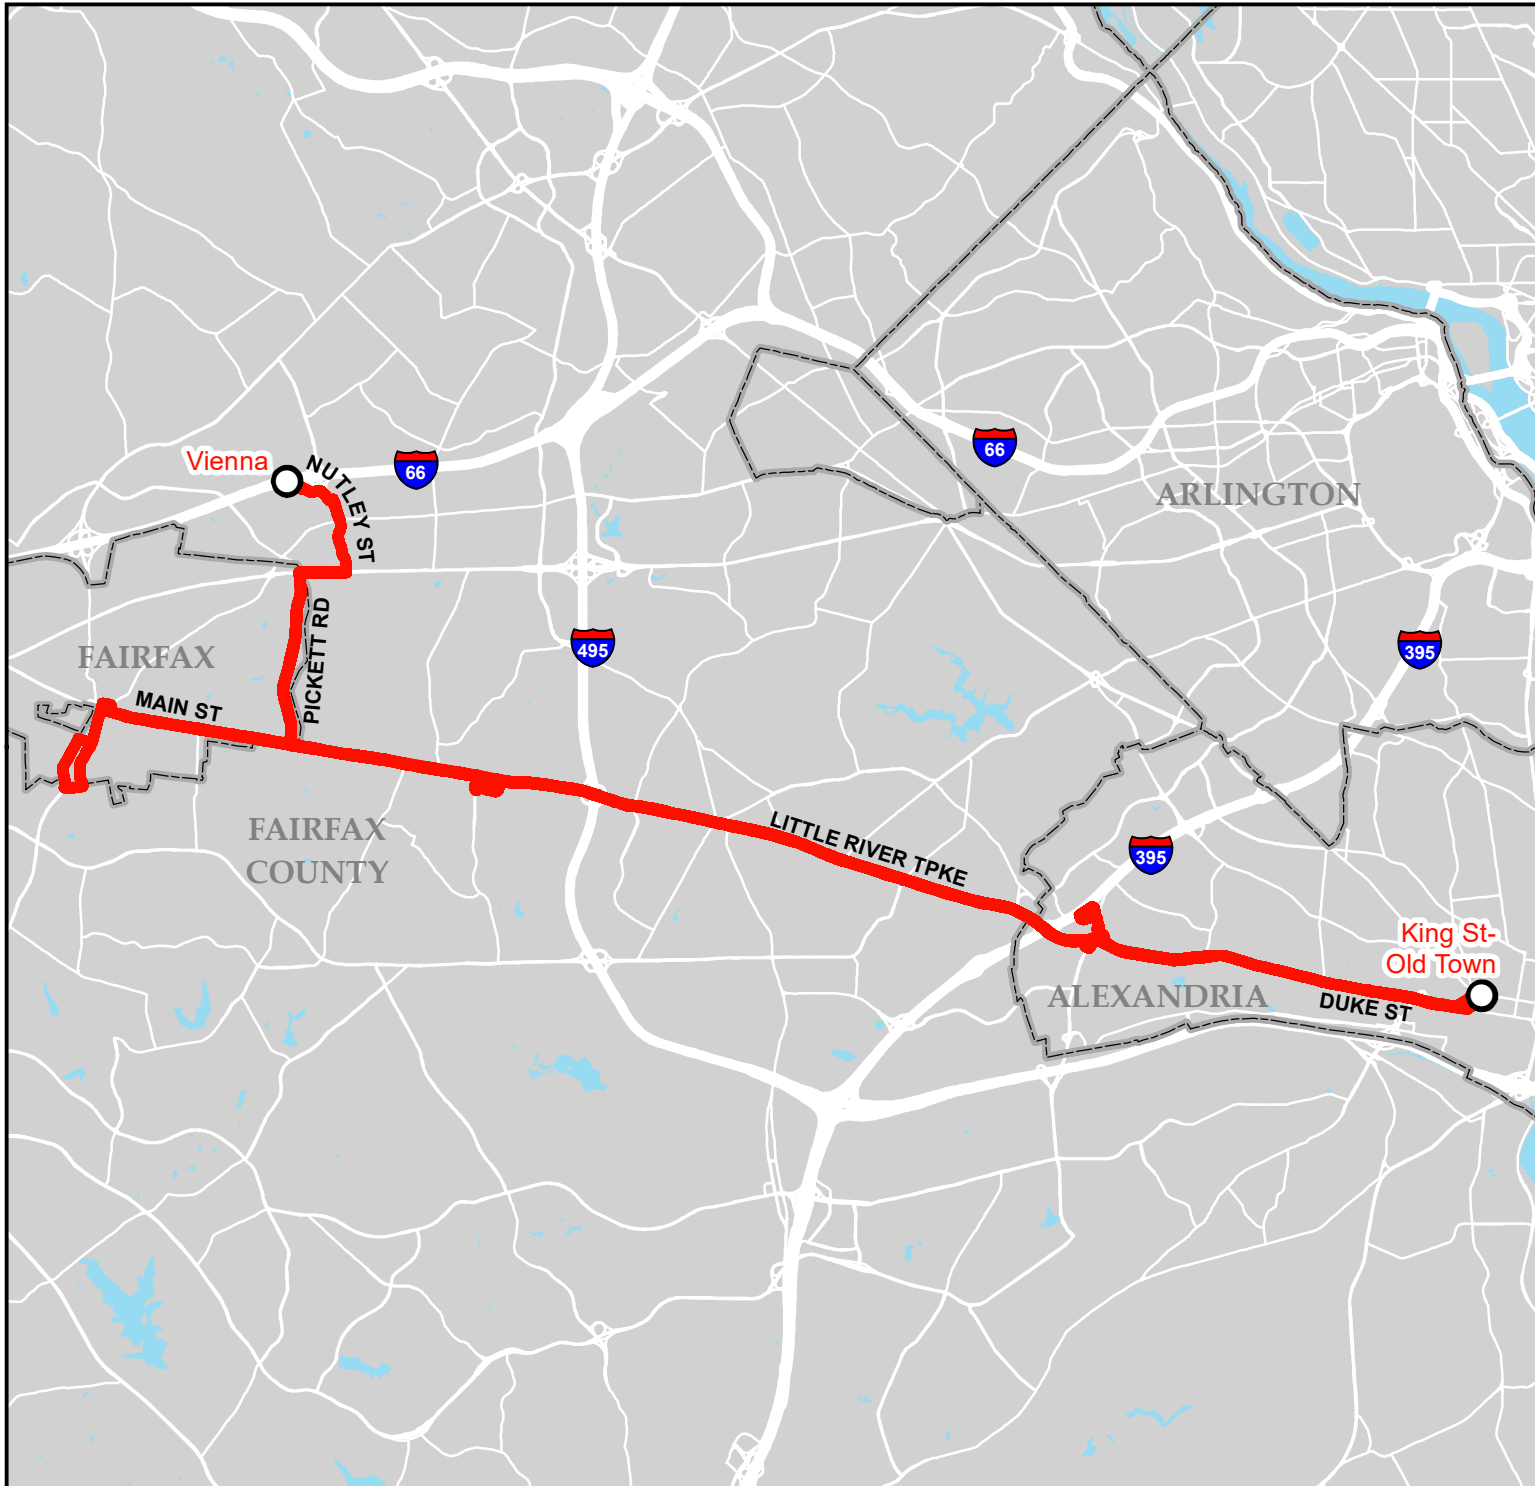 Vienna
NUTLEY ST
66
66
ARLINGTON
PICKETT RD
495
395
FAIRFAX
MAIN ST
FAIRFAX
COUNTY
LITTLE RIVER TPKE
395
King St-
Old Town
ALEXANDRIA
DUKE ST